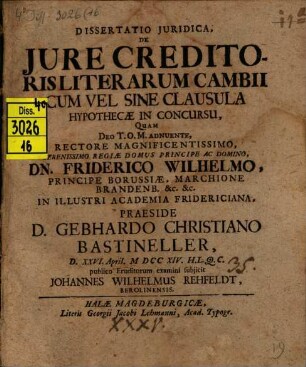 DISSERTATIO JURIDICA,
DE
JURE CREDITO-
RIS LITERARUM CAMBII
CUM VEL SINE CLAUSULA
HYPOTHECÆ IN CONCURSU,
QUAM
DEO T. O. M. ADNUENTE,
RECTORE MAGNIFICENTISSIMO,
SERENISSIMO REGIÆ DOMUS PRINCIPE AC DOMINO,
DN. FRIDERICO WILHELMO,
PRINCIPE BORUSSIÆ, MARCHIONE
BRANDENB. &c. &c.
IN ILLUSTRI ACADEMIA FRIDERICIANA,
PRAESIDE
D. GEBHARDO CHRISTIANO
BASTINELLER,
D. XXVI. April. M DCC XIV. H.L.Q.C.
35.
publico Eruditorum examini subjicit
JOHANNES WILHELMUS REHFELDT,
BEROLINENSIS.
HALÆ MAGDEBURGICÆ,
Literis Georgii Jacobi Lehmanni, Acad. Typogr.
XXXV.
Diss.
3026
16